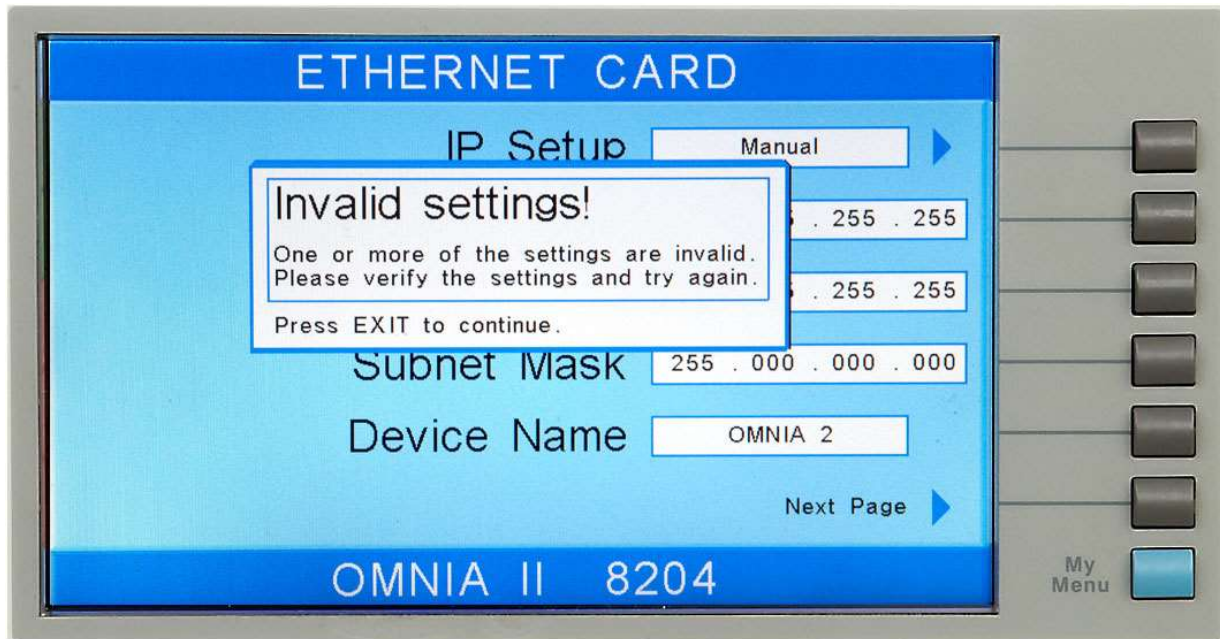 ETHERNET CARD
IP Setup Manual
Invalid settings!
. 255 . 255
One or more of the settings are invalid.
Please verify the settings and try again.
. 255 . 255
Press EXIT to continue.
Subnet Mask 255 . 000 . 000 . 000
Device Name OMNIA 2
Next Page
OMNIA II 8204
My
Menu